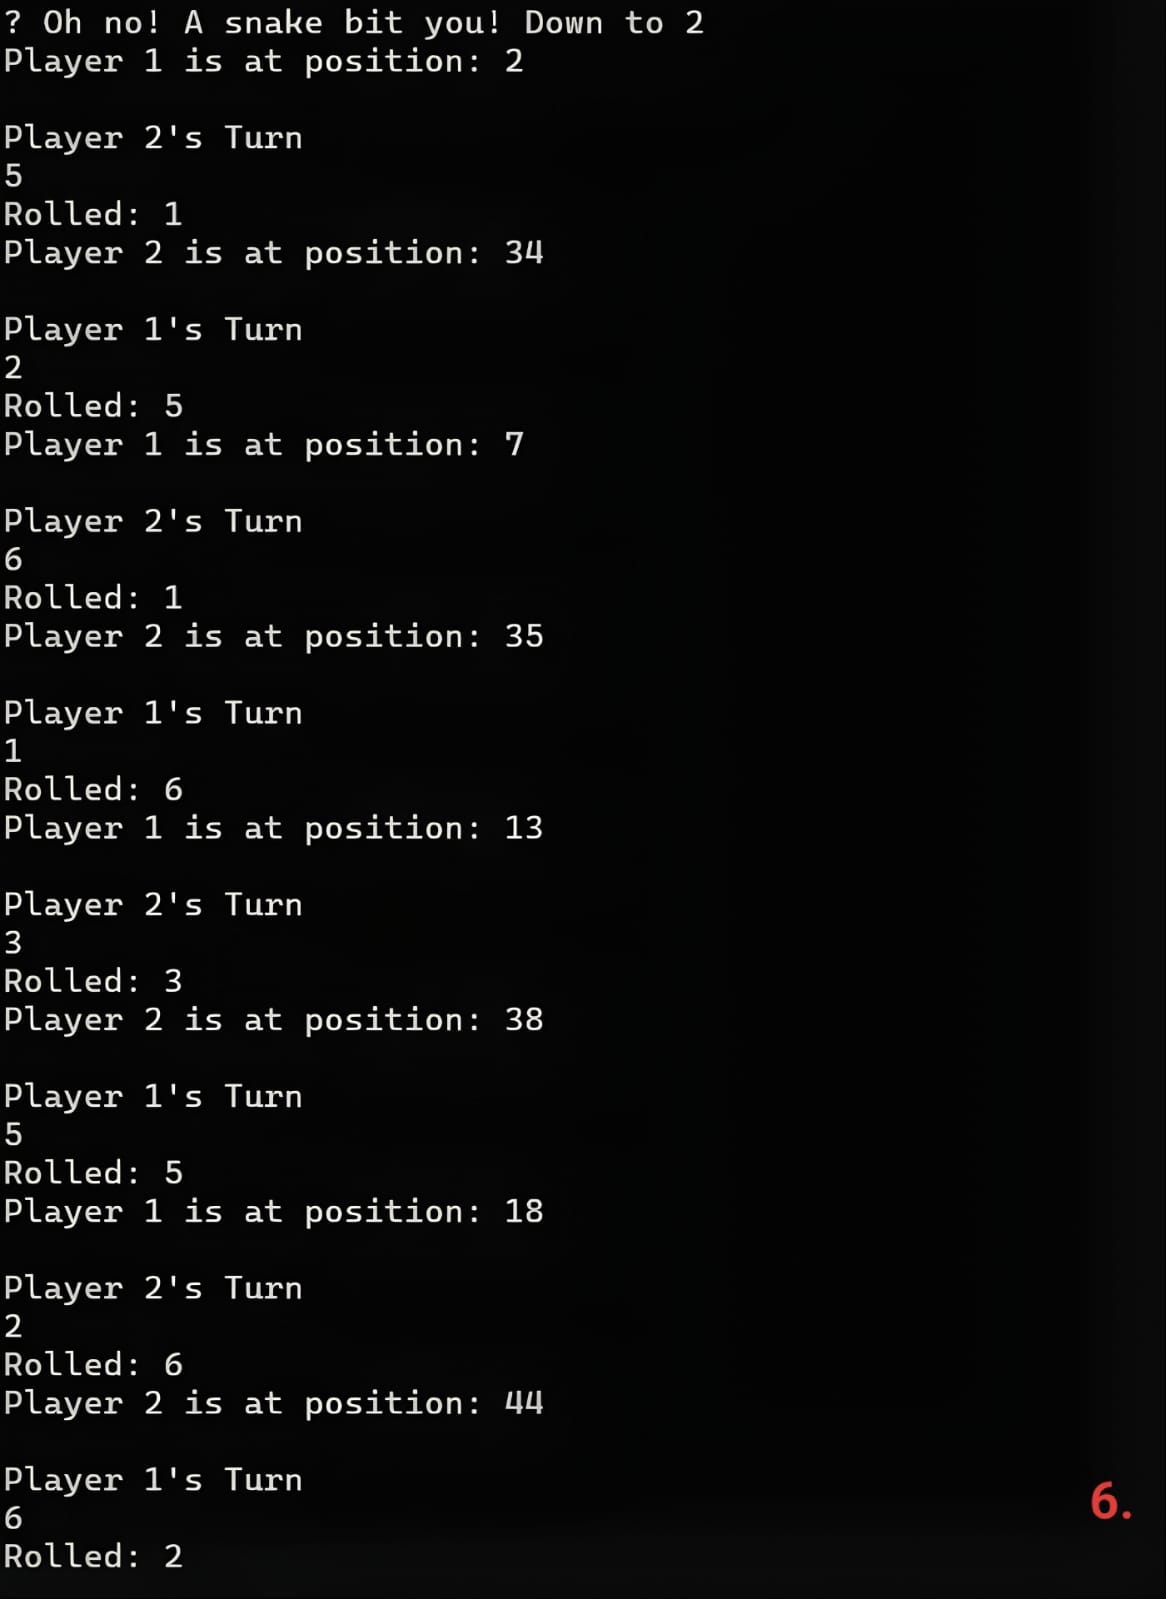 ? Oh no! A snake bit you! Down to 2
Player 1 is at position: 2
Player 2's Turn
5
Rolled: 1
Player 2 is at position: 34
Player 1's Turn
2
Rolled: 5
Player 1 is at position: 7
Player 2's Turn
6
Rolled: 1
Player 2 is at position: 35
Player 1's Turn
1
Rolled: 6
Player 1 is at position: 13
Player 2's Turn
3
Rolled: 3
Player 2 is at position: 38
Player 1's Turn
5
Rolled: 5
Player 1 is at position: 18
Player 2's Turn
2
Rolled: 6
Player 2 is at position: 44
Player 1's Turn
6
Rolled: 2
6.